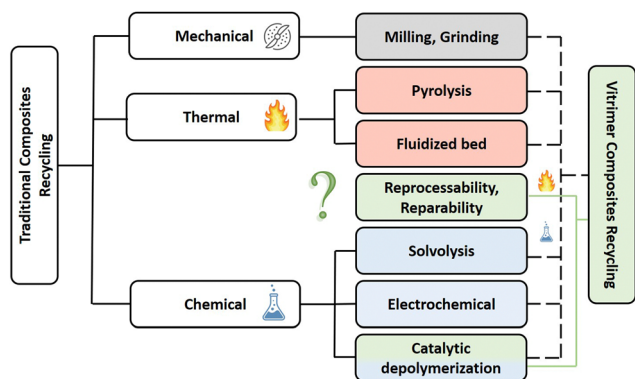 Traditional Composites
Recycling
Mechanical
Thermal
Chemical
Milling, Grinding
Pyrolysis
Fluidized bed
?
Reprocessability,
Reparability
Solvolysis
Electrochemical
Catalytic
depolymerization
Vitrimer Composites Recycling